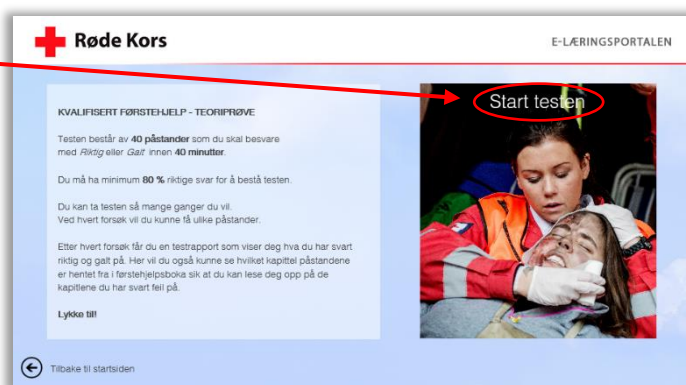 Røde Kors
E-LÆRINGSPORTALEN
KVALIFISERT FØRSTEHJELP - TEORIPRØVE
Testen består av 40 påstander som du skal besvare
med Riktig eller Galt innen 40 minutter.
Du må ha minimum 80 % riktige svar for å bestå testen.
Du kan ta testen så mange ganger du vil.
Ved hvert forsøk vil du kunne få ulike påstander.
Etter hvert forsøk får du en testrapport som viser deg hva du har svart
riktig og galt på. Her vil du også kunne se hvilket kapittel påstandene
er hentet fra i førstehjelpsboka slik at du kan lese deg opp på de
kapitlene du har svart feil på.
Lykke til!
Start testen
Tilbake til startsiden